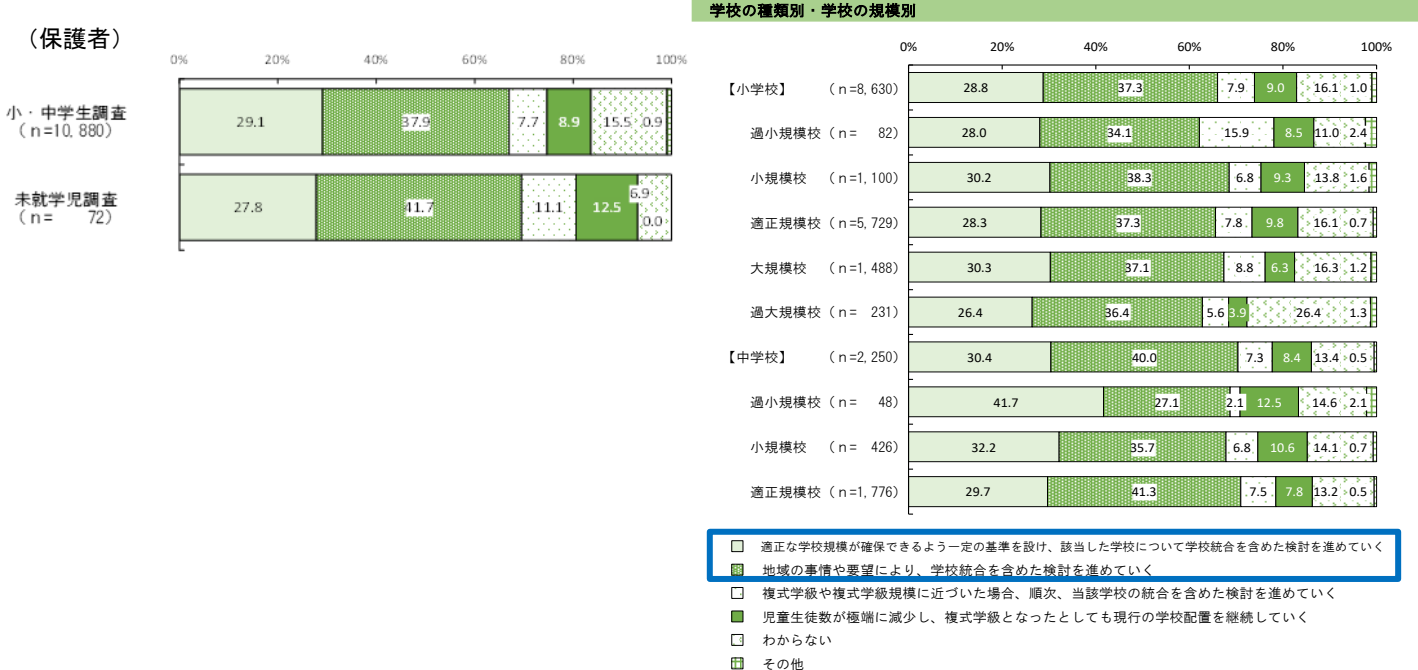 （保護者）
0% 20% 40% 60% 80% 100%
小・中学生調査
（n=10,880）
29.1 37.9 7.7 8.9 15.5 0.9
未就学児調査
（n= 72）
27.8 41.7 11.1 12.5 6.9 0.0
学校の種類別・学校の規模別
0% 20% 40% 60% 80% 100%
【小学校】 （n=8,630） 28.8 37.3 7.9 9.0 16.1 1.0
過小規模校（n= 82） 28.0 34.1 15.9 8.5 11.0 2.4
小規模校 （n=1,100） 30.2 38.3 6.8 9.3 13.8 1.6
適正規模校（n=5,729） 28.3 37.3 7.8 9.8 16.1 0.7
大規模校 （n=1,488） 30.3 37.1 8.8 6.3 16.3 1.2
過大規模校（n= 231） 26.4 36.4 5.6 3.9 26.4 1.3
【中学校】 （n=2,250） 30.4 40.0 7.3 8.4 13.4 0.5
過小規模校（n= 48） 41.7 27.1 2.1 12.5 14.6 2.1
小規模校 （n= 426） 32.2 35.7 6.8 10.6 14.1 0.7
適正規模校（n=1,776） 29.7 41.3 7.5 7.8 13.2 0.5
適正な学校規模が確保できるよう一定の基準を設け、該当した学校について学校統合を含めた検討を進めていく
地域の事情や要望により、学校統合を含めた検討を進めていく
複式学級や複式学級規模に近づいた場合、順次、当該学校の統合を含めた検討を進めていく
児童生徒数が極端に減少し、複式学級となったとしても現行の学校配置を継続していく
わからない
その他